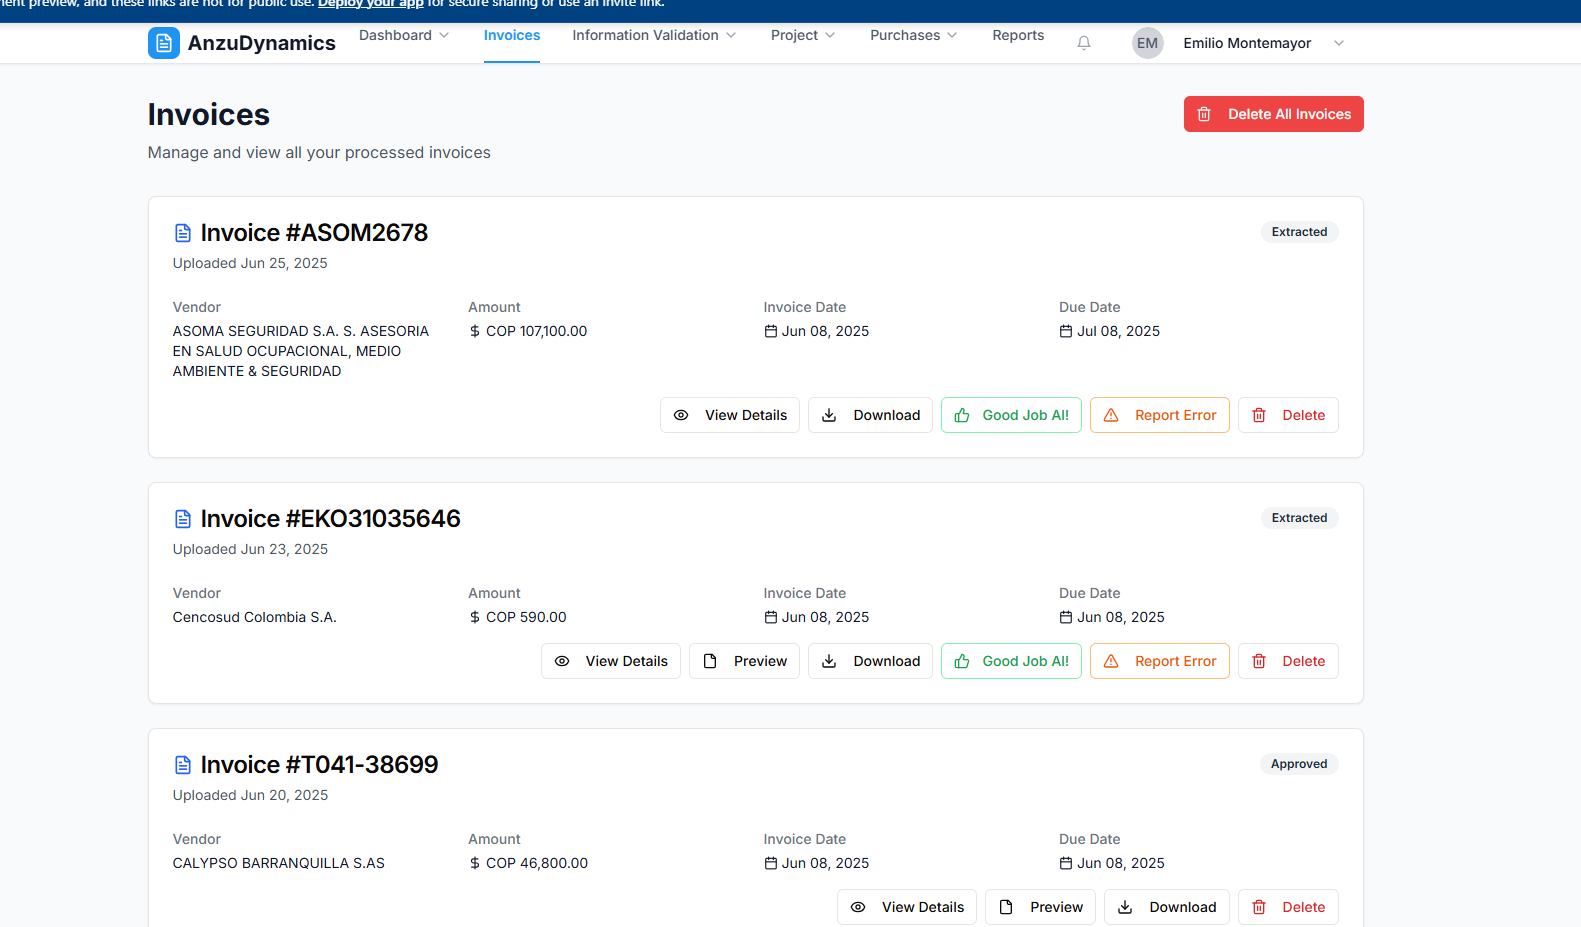 ment preview, and these links are not for public use. Deploy your app for secure sharing or use an invite link.
AnzuDynamics
Dashboard
Invoices
Information Validation
Project
Purchases
Reports
EM
Emilio Montemayor
Invoices
Delete All Invoices
Manage and view all your processed invoices
Invoice #ASOM2678
Extracted
Uploaded Jun 25, 2025
Vendor
Amount
Invoice Date
Due Date
ASOMA SEGURIDAD S.A. S. ASESORIA
EN SALUD OCUPACIONAL, MEDIO
AMBIENTE & SEGURIDAD
$ COP 107,100.00
Jun 08, 2025
Jul 08, 2025
View Details
Download
Good Job AI!
Report Error
Delete
Invoice #EKO31035646
Extracted
Uploaded Jun 23, 2025
Vendor
Amount
Invoice Date
Due Date
Cencosud Colombia S.A.
$ COP 590.00
Jun 08, 2025
Jun 08, 2025
View Details
Preview
Download
Good Job AI!
Report Error
Delete
Invoice #T041-38699
Approved
Uploaded Jun 20, 2025
Vendor
Amount
Invoice Date
Due Date
CALYPSO BARRANQUILLA S.AS
$ COP 46,800.00
Jun 08, 2025
Jun 08, 2025
View Details
Preview
Download
Delete